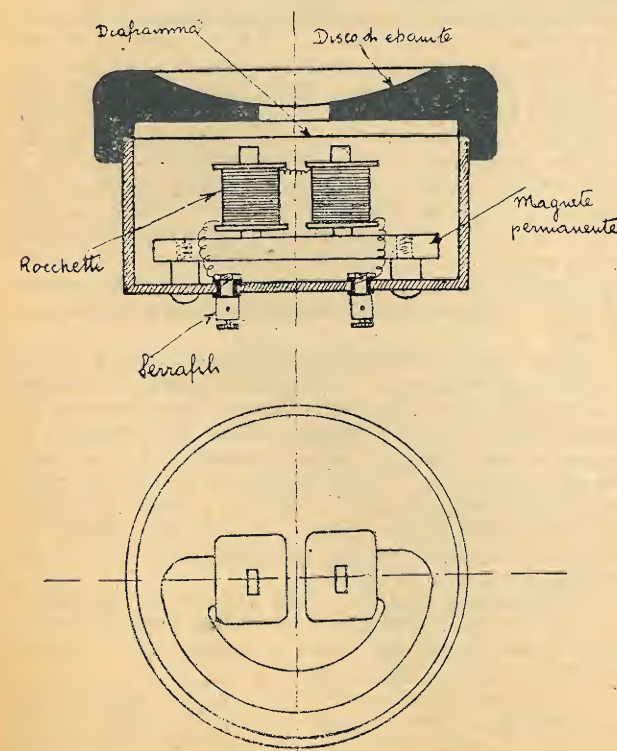 Diaframma
Disco di ebanite
Magnete
permanente
Rocchetti
Serrafili